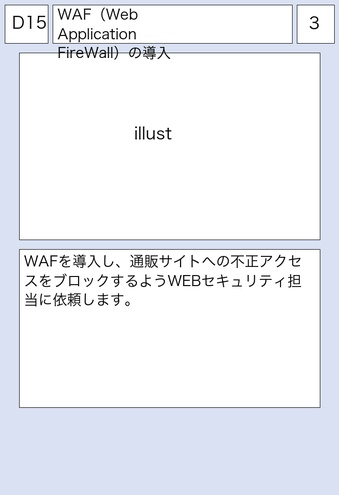 D15
WAF（Web
Application
FireWall）の導入
3
illust
WAFを導入し、通販サイトへの不正アクセ
スをブロックするようWEBセキュリティ担
当に依頼します。